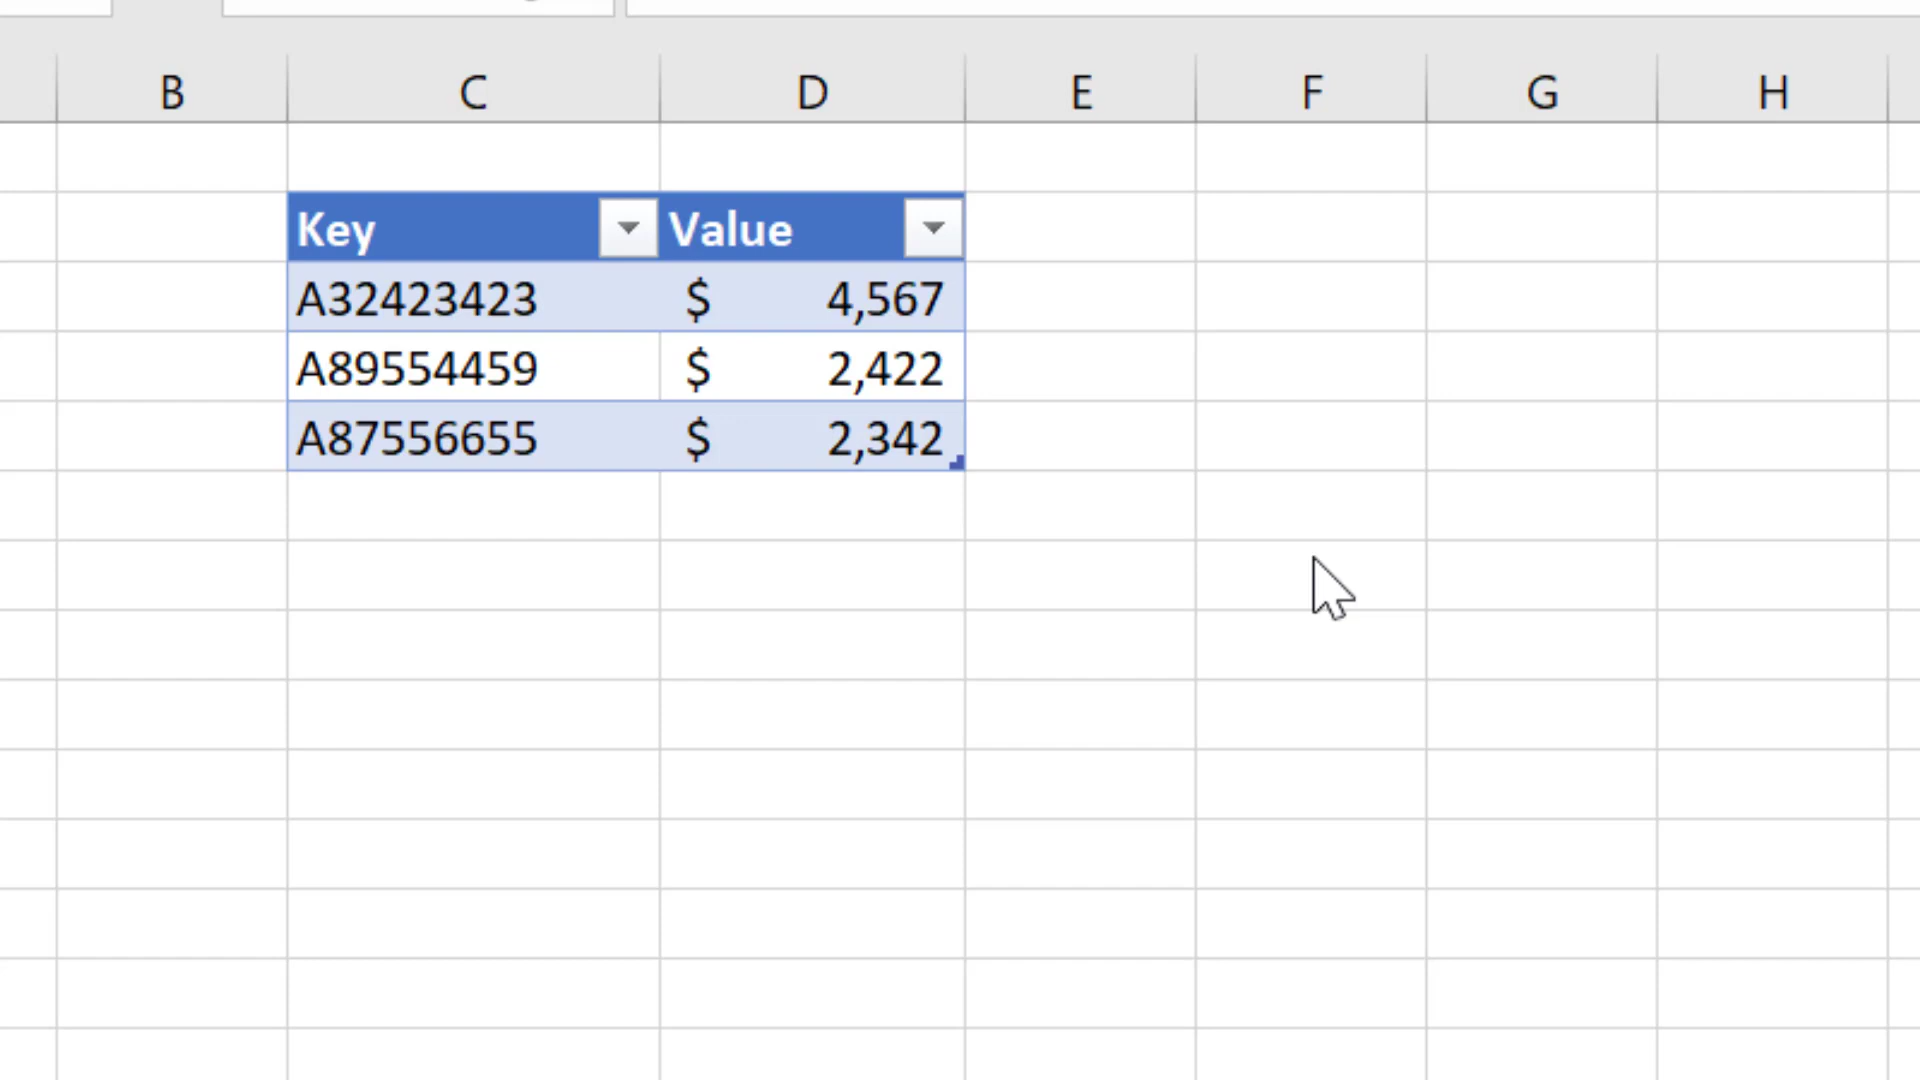 B C D E F G H
Key Value
A32423423 $ 4,567
A89554459 $ 2,422
A87556655 $ 2,342